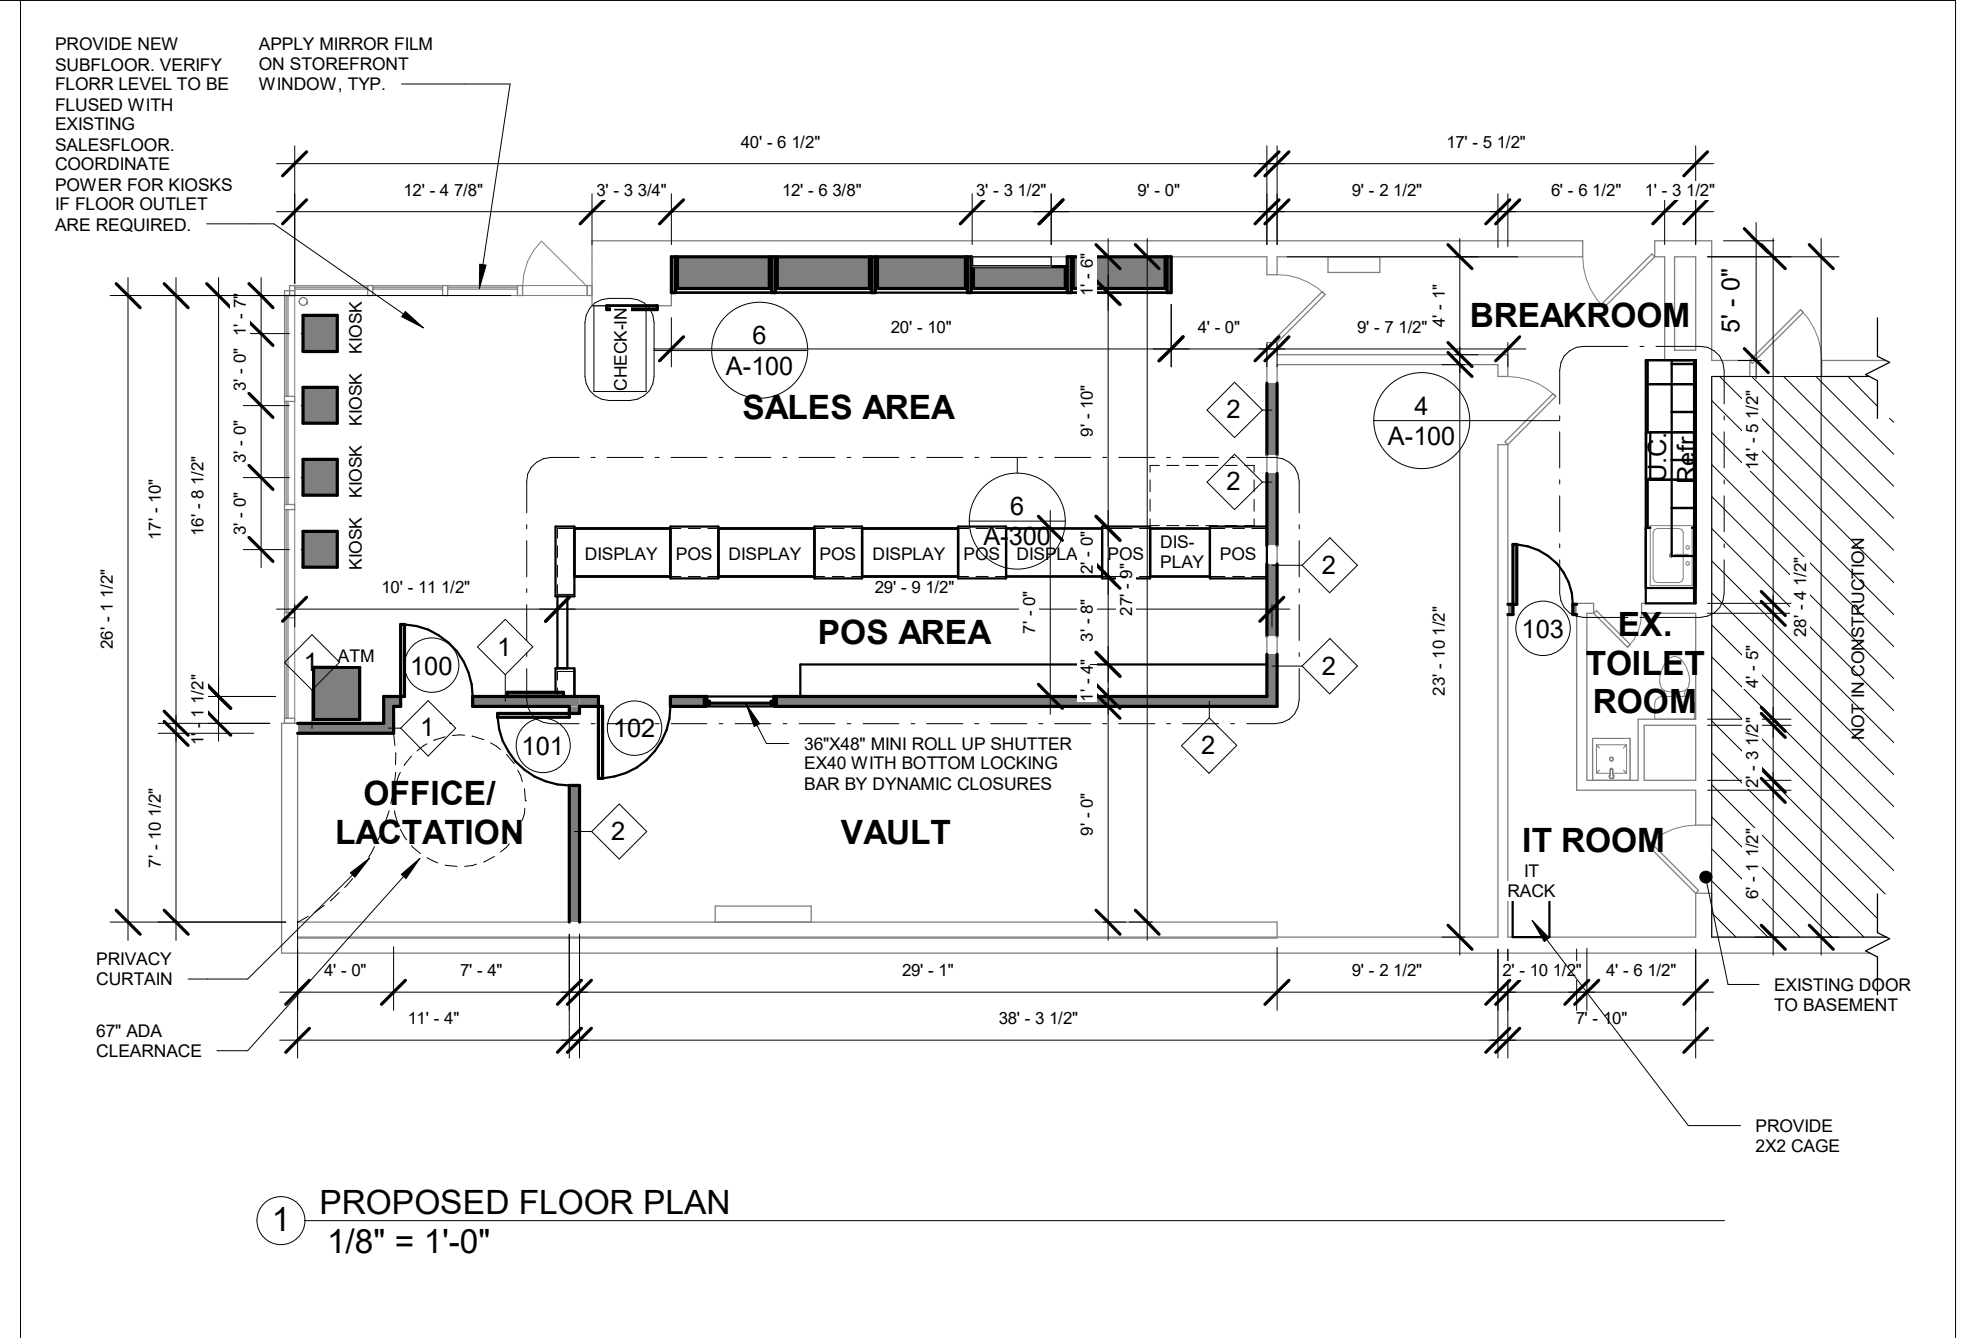 PROVIDE NEW
SUBFLOOR. VERIFY
FLORR LEVEL TO BE
FLUSED WITH
EXISTING
SALESFLOOR.
COORDINATE
POWER FOR KIOSKS
IF FLOOR OUTLET
ARE REQUIRED.
APPLY MIRROR FILM
ON STOREFRONT
WINDOW, TYP.
40' - 6 1/2"
17' - 5 1/2"
12' - 4 7/8"
3' - 3 3/4"
12' - 6 3/8"
3' - 3 1/2"
9' - 0"
9' - 2 1/2"
6' - 6 1/2"
1' - 3 1/2"
1' - 7"
3' - 0"
3' - 0"
3' - 0"
KIOSK
KIOSK
KIOSK
KIOSK
CHECK-IN
6
A-100
20' - 10"
4' - 0"
1' - 6"
9' - 7 1/2"
4' - 1"
BREAKROOM
5' - 0"
SALES AREA
9' - 10"
2
2
4
A-100
U.C.
Refr
14' - 5 1/2"
17' - 10"
16' - 8 1/2"
26' - 1 1/2"
6
A-300
DISPLAY
POS
DISPLAY
POS
DISPLAY
POS
DISPLA
POS
DIS-
PLAY
POS
2
2' - 0"
27' - 9"
10' - 11 1/2"
29' - 9 1/2"
7' - 0"
3' - 8"
POS AREA
1' - 4"
23' - 10 1/2"
103
EX.
TOILET
ROOM
28' - 4 1/2"
NOT IN CONSTRUCTION
4' - 5"
2' - 3 1/2"
1
ATM
100
1
1
101
102
2
2
1' - 1 1/2"
36"X48" MINI ROLL UP SHUTTER
EX40 WITH BOTTOM LOCKING
BAR BY DYNAMIC CLOSURES
OFFICE/
LACTATION
2
VAULT
9' - 0"
7' - 10 1/2"
IT ROOM
IT
RACK
6' - 1 1/2"
PRIVACY
CURTAIN
67" ADA
CLEARNACE
4' - 0"
7' - 4"
29' - 1"
9' - 2 1/2"
2' - 10 1/2"
4' - 6 1/2"
11' - 4"
38' - 3 1/2"
7' - 10"
EXISTING DOOR
TO BASEMENT
PROVIDE
2X2 CAGE
1
PROPOSED FLOOR PLAN
1/8" = 1'-0"